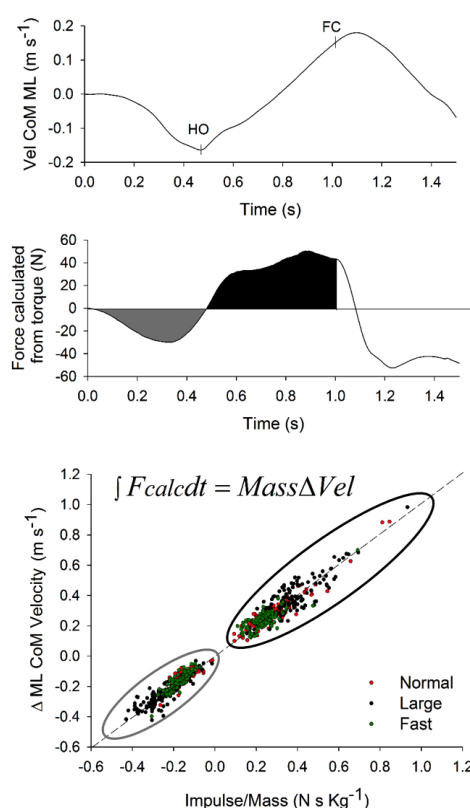 Vel CoM ML (m s⁻¹)
0.2
0.1
0.0
-0.1
-0.2
HO
FC
0.0 0.2 0.4 0.6 0.8 1.0 1.2 1.4
Time (s)
Force calculated
from torque (N)
60
40
20
0
-20
-40
-60
0.0 0.2 0.4 0.6 0.8 1.0 1.2 1.4
Time (s)
Δ ML CoM Velocity (m s⁻¹)
1.2
1.0
0.8
0.6
0.4
0.2
0.0
-0.2
-0.4
-0.6
∫ Fcalcdt = MassΔVel
Normal
Large
Fast
-0.6 -0.4 -0.2 0.0 0.2 0.4 0.6 0.8 1.0 1.2
Impulse/Mass (N s Kg⁻¹)